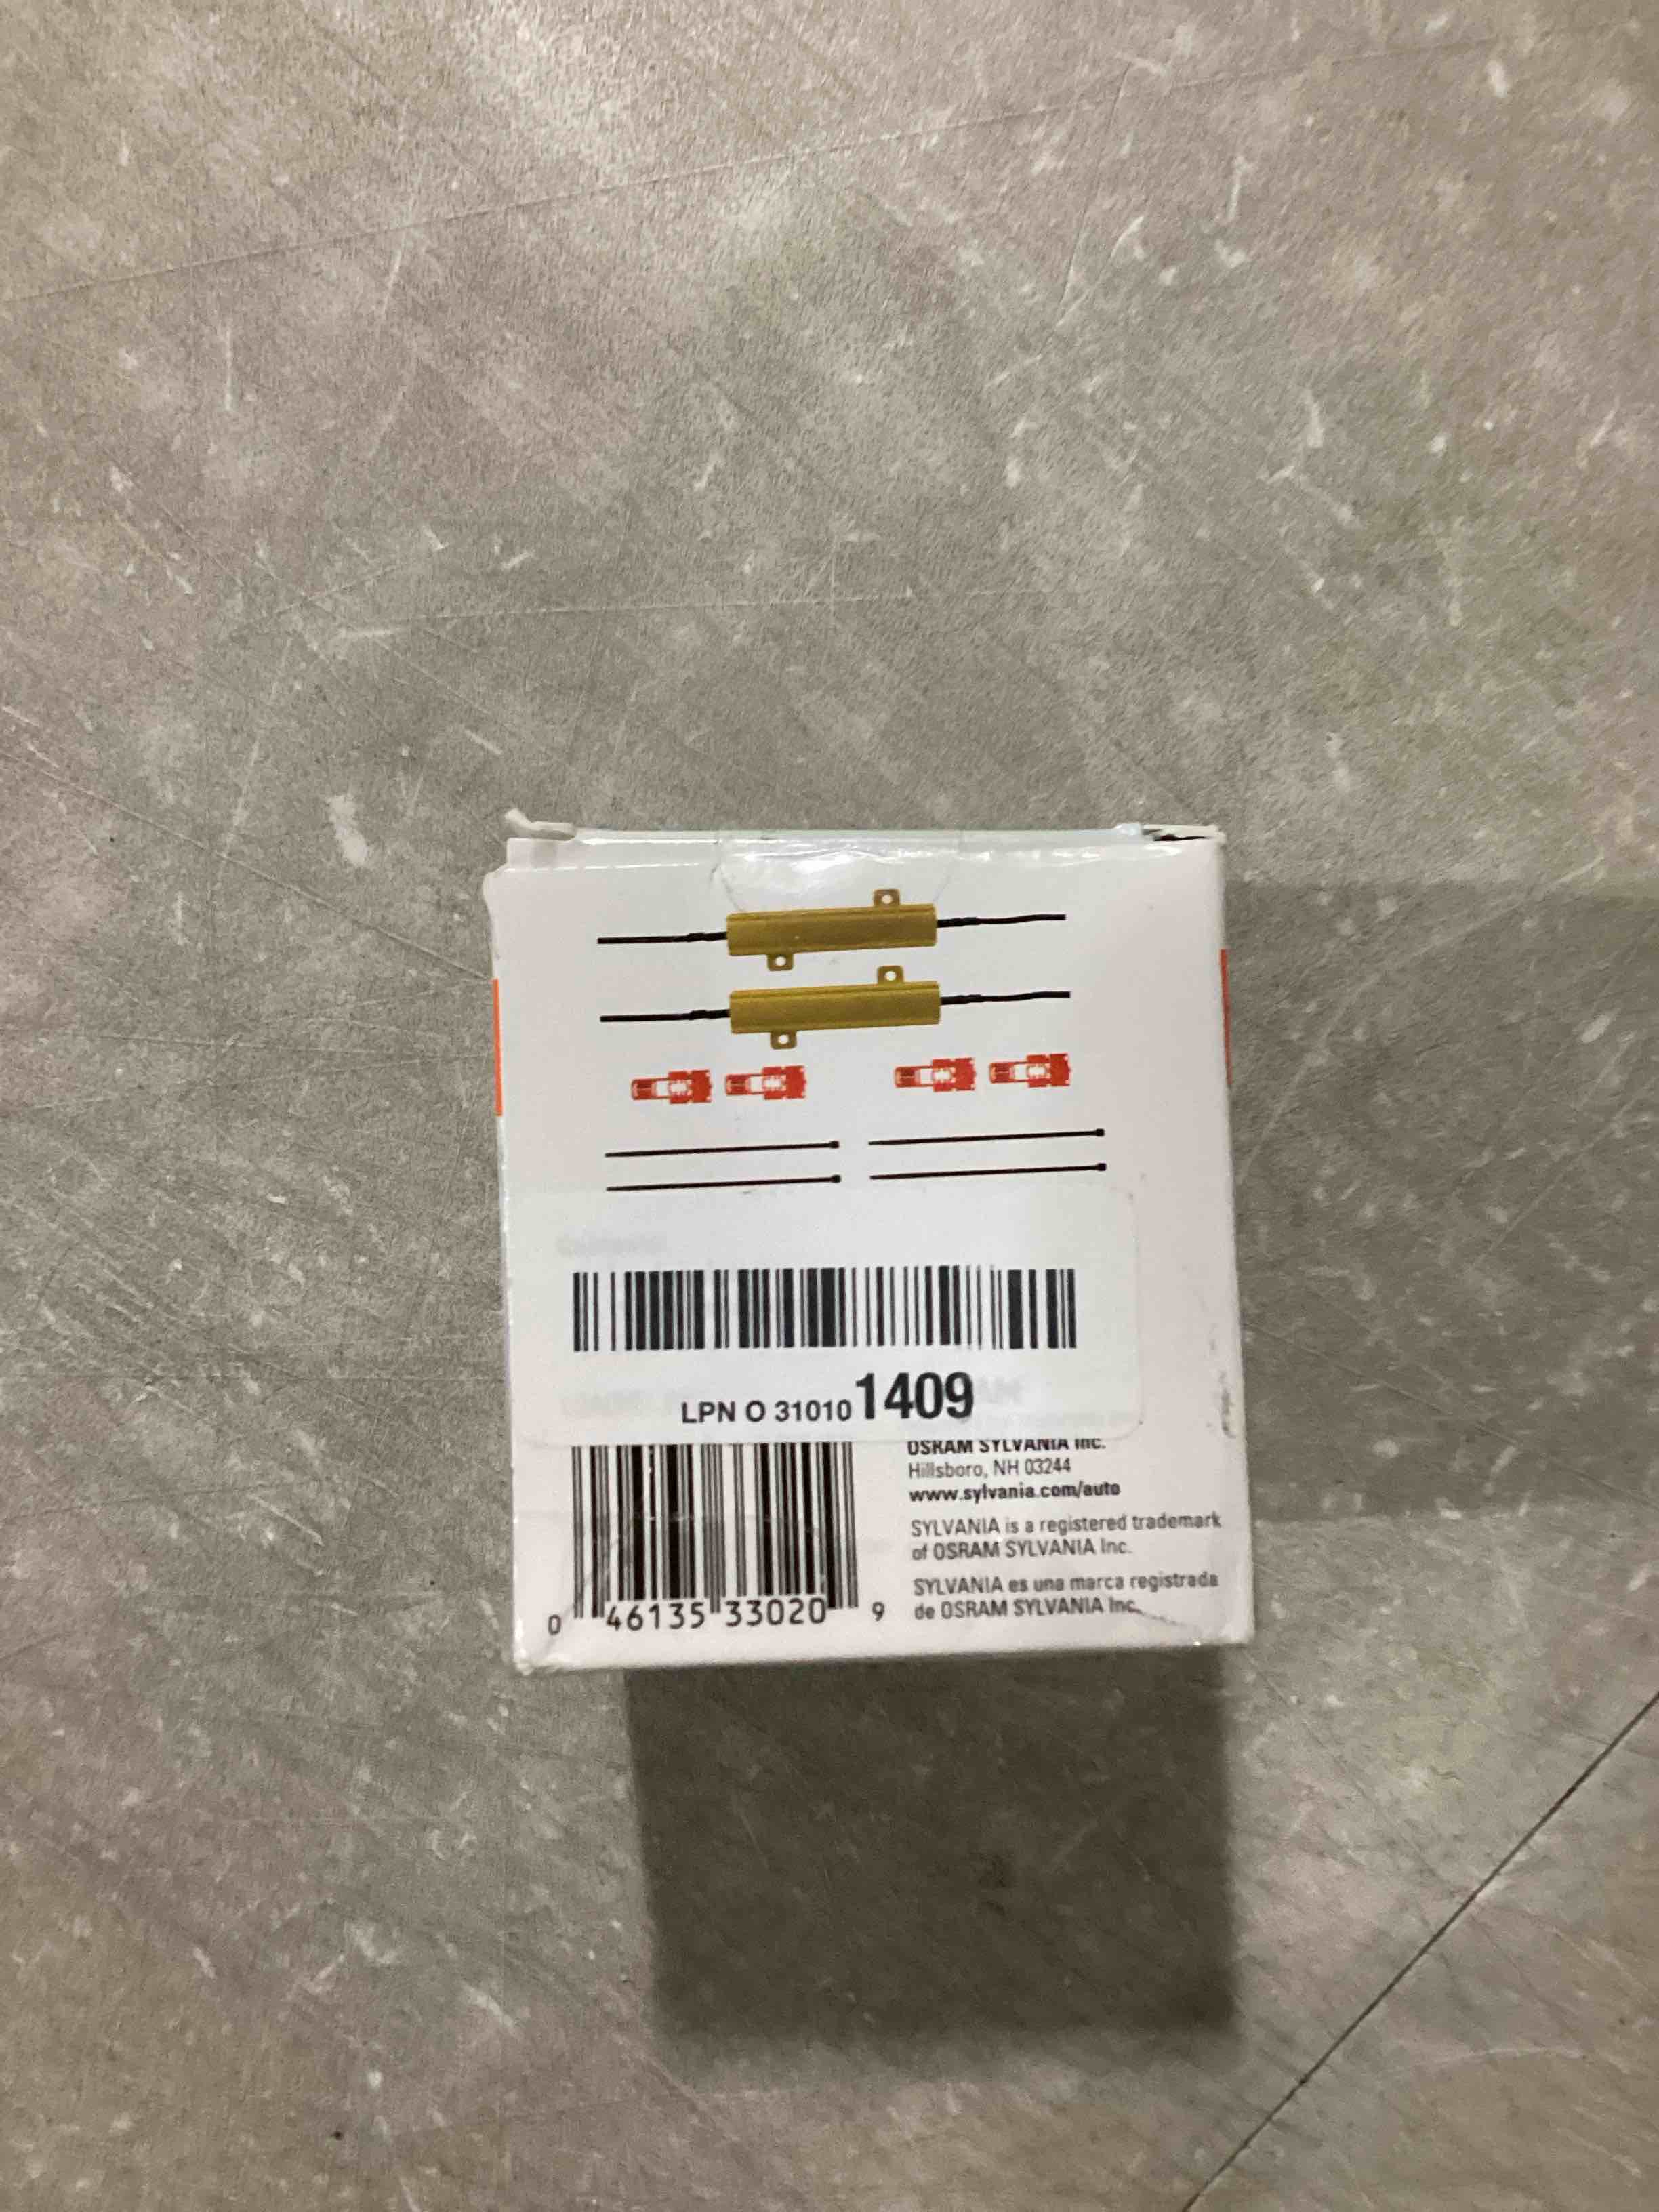 LPN O 31010 1409
OSRAM SYLVANIA Inc.
Hillsboro, NH 03244
www.sylvania.com/auto
SYLVANIA is a registered trademark
of OSRAM SYLVANIA Inc.
SYLVANIA es una marca registrada
de OSRAM SYLVANIA Inc.
0 46135 33020 9